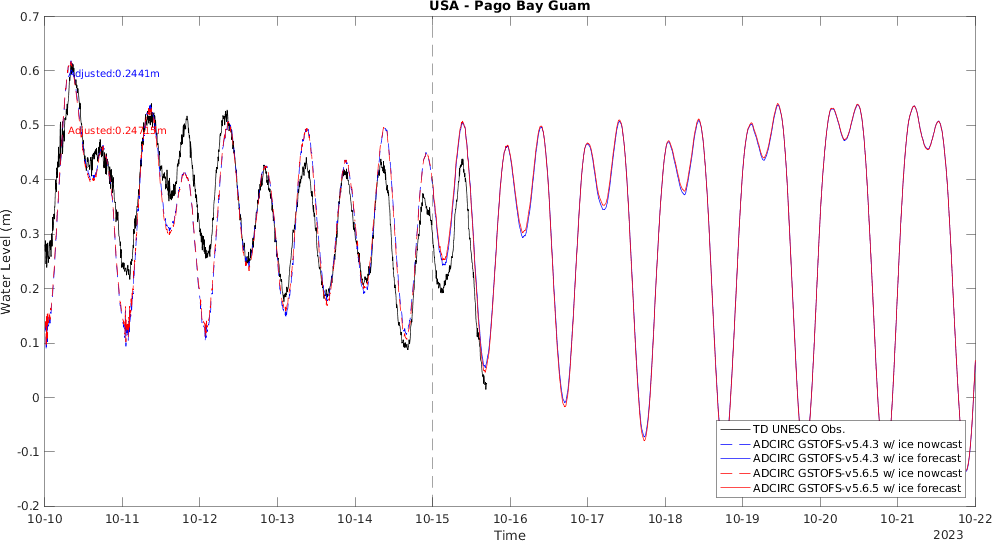 USA - Pago Bay Guam
0.7
0.6
0.5
0.4
0.3
0.2
0.1
0
-0.1
-0.2
Water Level (m)
Adjusted:0.2441m
Adjusted:0.24715m
TD UNESCO Obs.
ADCIRC GSTOFS-v5.4.3 w/ ice nowcast
ADCIRC GSTOFS-v5.4.3 w/ ice forecast
ADCIRC GSTOFS-v5.6.5 w/ ice nowcast
ADCIRC GSTOFS-v5.6.5 w/ ice forecast
10-10 10-11 10-12 10-13 10-14 10-15 10-16 10-17 10-18 10-19 10-20 10-21 10-22
Time
2023